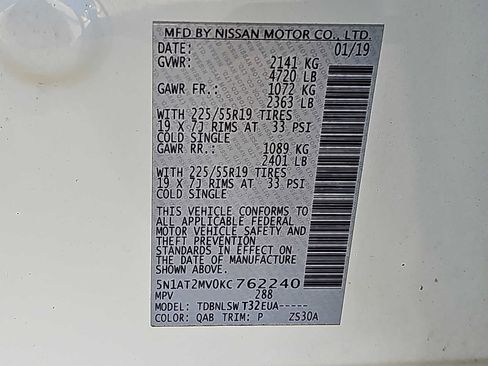 MFD BY NISSAN MOTOR CO., LTD.
DATE: 01/19
GVWR: 2141 KG
4720 LB
GAWR FR.: 1072 KG
2363 LB
WITH 225/55R19 TIRES
19 X 7J RIMS AT 33 PSI
COLD SINGLE
GAWR RR.: 1089 KG
2401 LB
WITH 225/55R19 TIRES
19 X 7J RIMS AT 33 PSI
COLD SINGLE
THIS VEHICLE CONFORMS TO
ALL APPLICABLE FEDERAL
MOTOR VEHICLE SAFETY AND
THEFT PREVENTION
STANDARDS IN EFFECT ON
THE DATE OF MANUFACTURE
SHOWN ABOVE.
5N1AT2MV0KC762240
MPV 288
MODEL: TDBNLSW T32EUA-----
COLOR: QAB TRIM: P ZS30A